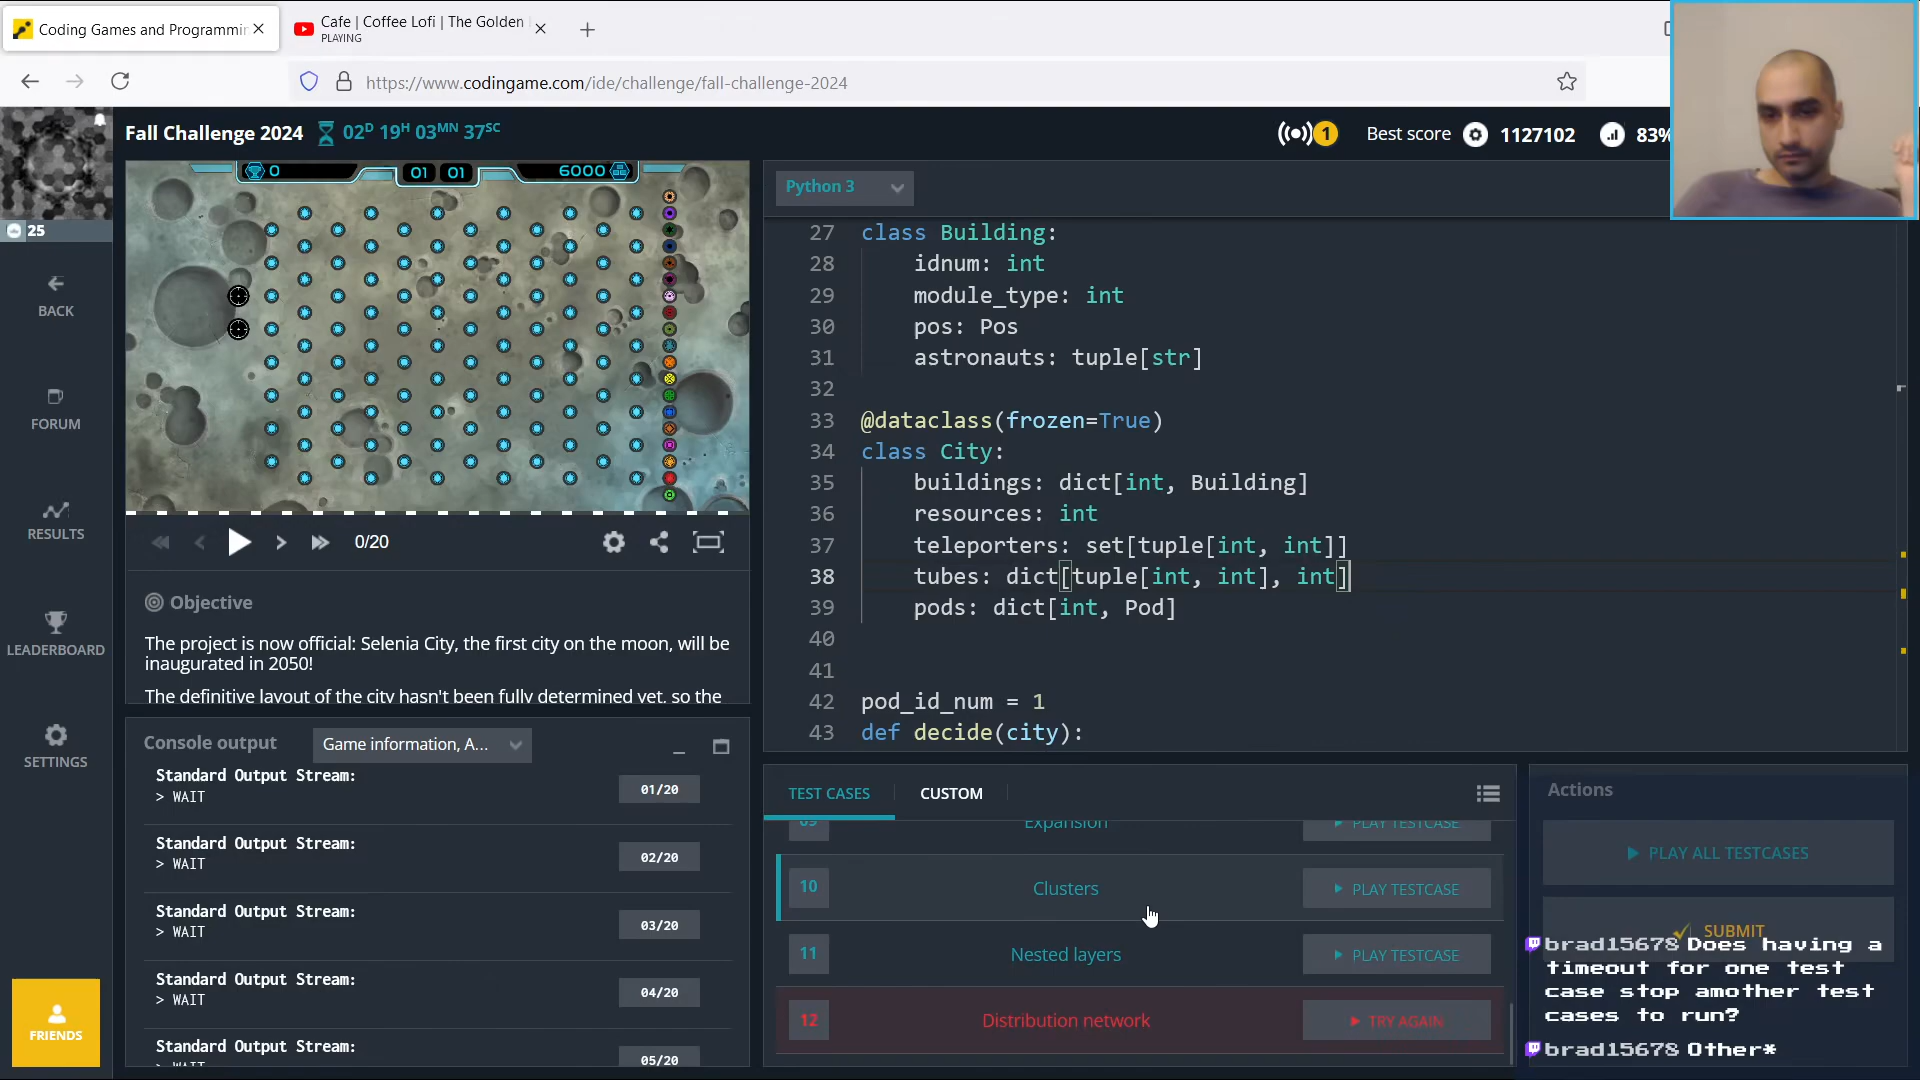 Coding Games and Programmin
Cafe | Coffee Lofi | The Golden
PLAYING
https://www.codingame.com/ide/challenge/fall-challenge-2024
Fall Challenge 2024 02D 19H 03MN 37SC
1
Best score 1127102 83%
25
BACK
FORUM
RESULTS
LEADERBOARD
SETTINGS
FRIENDS
0 01 01 6000
0/20
Objective
The project is now official: Selenia City, the first city on the moon, will be
inaugurated in 2050!
The definitive layout of the city hasn't been fully determined yet, so the
Console output Game information, A...
Standard Output Stream:
> WAIT 01/20
Standard Output Stream:
> WAIT 02/20
Standard Output Stream:
> WAIT 03/20
Standard Output Stream:
> WAIT 04/20
Standard Output Stream:
05/20
Python 3
27 class Building:
28 idnum: int
29 module_type: int
30 pos: Pos
31 astronauts: tuple[str]
32
33 @dataclass(frozen=True)
34 class City:
35 buildings: dict[int, Building]
36 resources: int
37 teleporters: set[tuple[int, int]]
38 tubes: dict[tuple[int, int], int]
39 pods: dict[int, Pod]
40
41
42 pod_id_num = 1
43 def decide(city):
TEST CASES CUSTOM
09 Expansion PLAY TESTCASE
10 Clusters PLAY TESTCASE
11 Nested layers PLAY TESTCASE
12 Distribution network TRY AGAIN
Actions
PLAY ALL TESTCASES
SUBMIT
brad15678 Does having a
timeout for one test
case stop amother test
cases to run?
brad15678 Other*